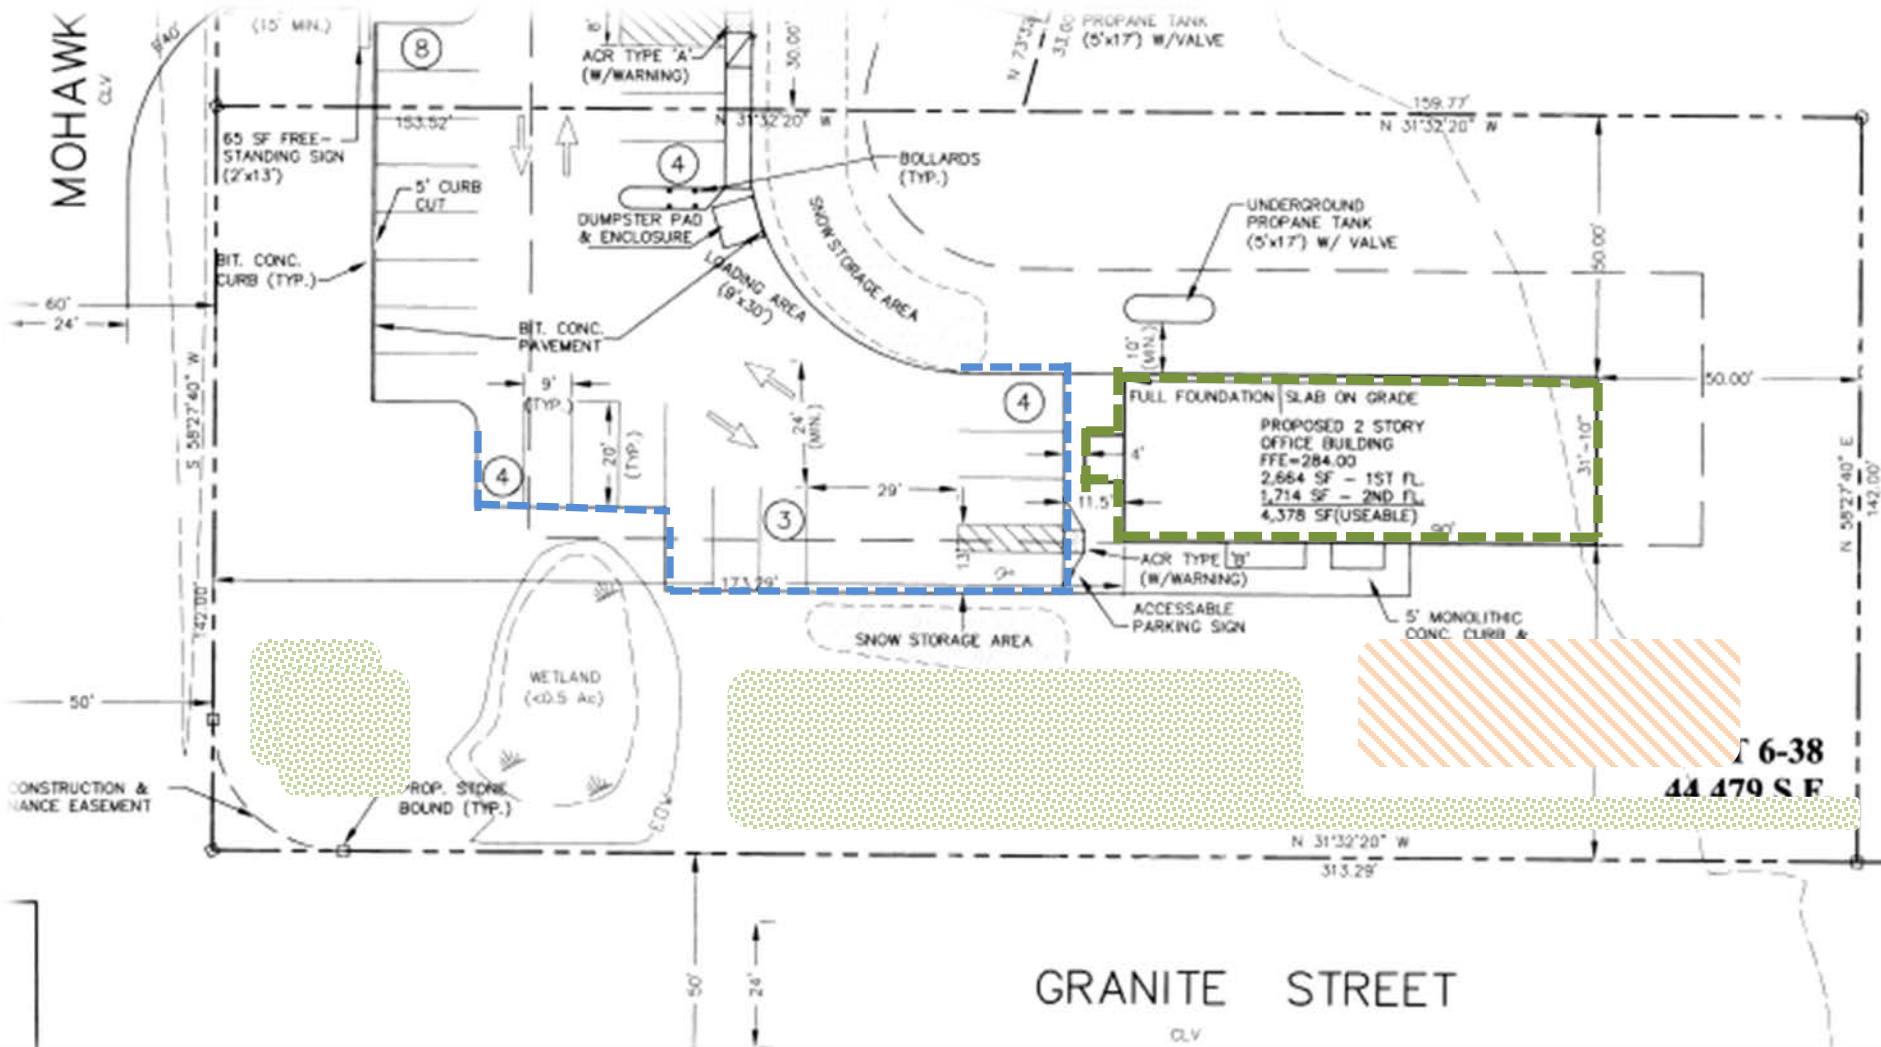 MOHAWK
CLV
(15' MIN.)
8
8'
ACR TYPE 'A'
(W/WARNING)
30.00'
N 73°32'
33.00
PROPANE TANK
(5'x17') W/VALVE
159.77'
N 31°32'20" W
153.52'
N 31°32'20" W
65 SF FREE-
STANDING SIGN
(2'x13')
5' CURB
CUT
4
BOLLARDS
(TYP.)
DUMPSTER PAD
& ENCLOSURE
LOADING AREA
(9'x30')
SNOW STORAGE AREA
UNDERGROUND
PROPANE TANK
(5'x17') W/ VALVE
50.00'
BIT. CONC.
CURB (TYP.)
60'
24'
BIT. CONC.
PAVEMENT
10'
(MIN.)
50.00'
S 58°27'40" W
9'
(TYP.)
20'
(TYP.)
24'
(MIN.)
4
FULL FOUNDATION SLAB ON GRADE
PROPOSED 2 STORY
OFFICE BUILDING
FFE=284.00
2,664 SF - 1ST FL.
1,714 SF - 2ND FL.
4,378 SF(USEABLE)
31'-10"
90'
4'
11.5'
N 58°27'40" E
142.00'
4
29'
3
13'
ACR TYPE 'B'
(W/WARNING)
173.29'
142.00'
ACCESSABLE
PARKING SIGN
5' MONOLITHIC
CONC. CURB &
SNOW STORAGE AREA
WETLAND
(<0.5 Ac)
50'
T 6-38
44,479 S.F
CONSTRUCTION &
NANCE EASEMENT
PROP. STONE
BOUND (TYP.)
N 31°32'20" W
313.29'
50'
24'
GRANITE STREET
CLV